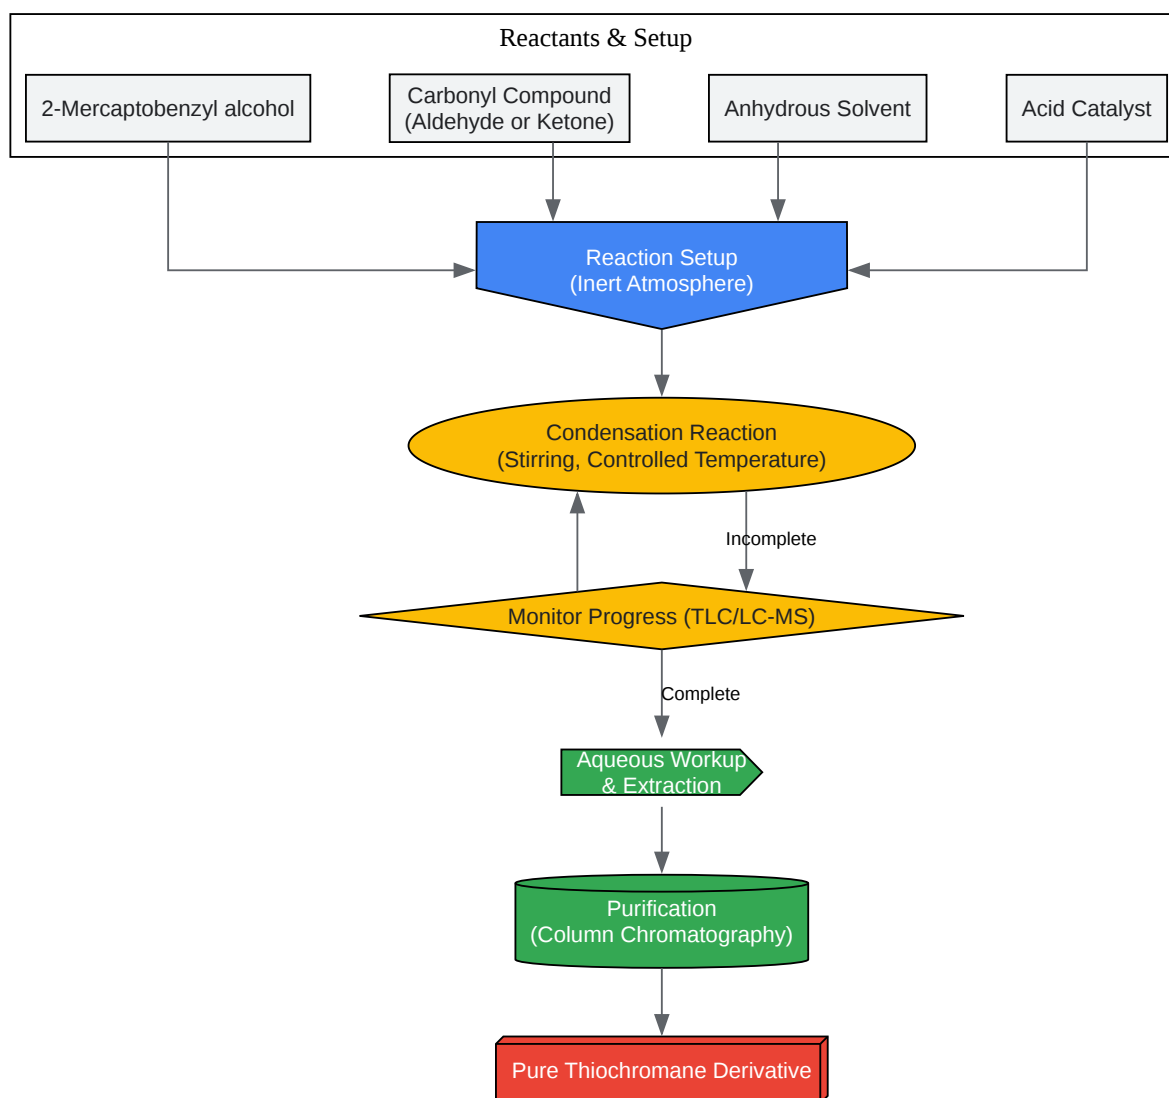 Reactants & Setup
2-Mercaptobenzyl alcohol
Carbonyl Compound
(Aldehyde or Ketone)
Anhydrous Solvent
Acid Catalyst
Reaction Setup
(Inert Atmosphere)
Condensation Reaction
(Stirring, Controlled Temperature)
Incomplete
Monitor Progress (TLC/LC-MS)
Complete
Aqueous Workup
& Extraction
Purification
(Column Chromatography)
Pure Thiochromane Derivative